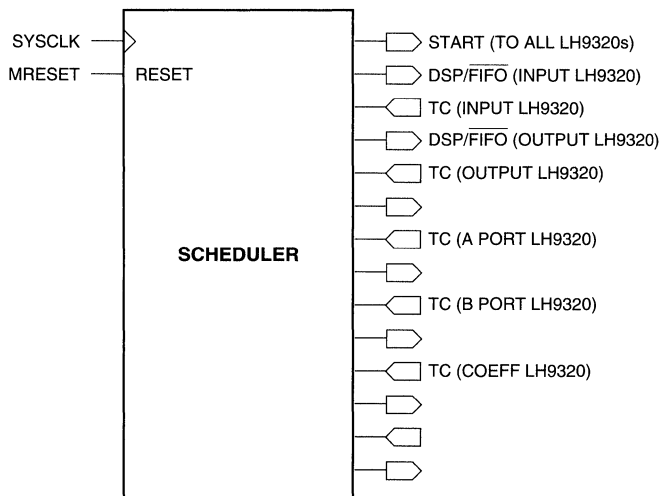 SYSCLK
START (TO ALL LH9320s)
MRESET
RESET
DSP/FIFO (INPUT LH9320)
TC (INPUT LH9320)
DSP/FIFO (OUTPUT LH9320)
TC (OUTPUT LH9320)
TC (A PORT LH9320)
SCHEDULER
TC (B PORT LH9320)
TC (COEFF LH9320)